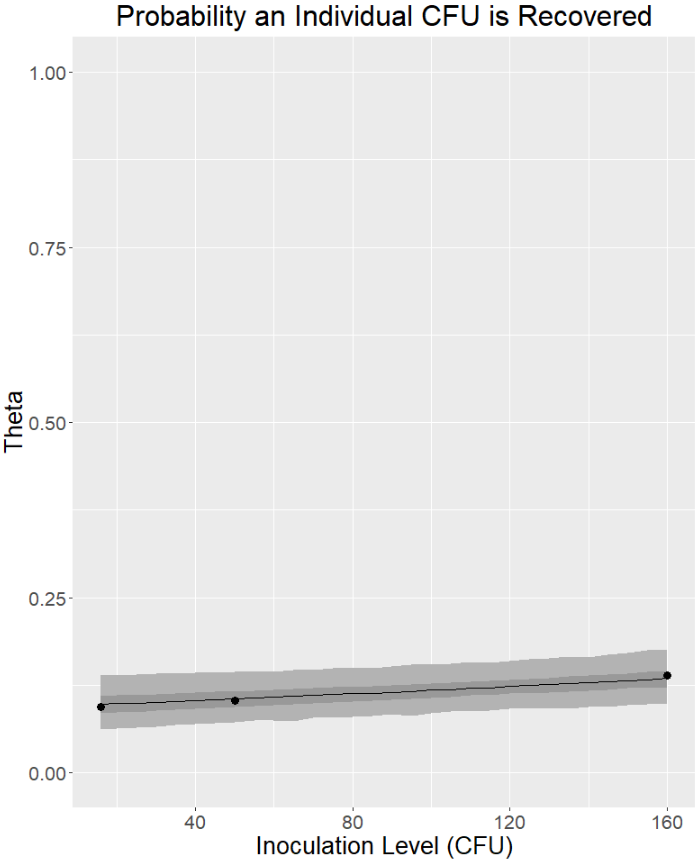 Probability an Individual CFU is Recovered
1.00
0.75
0.50
0.25
0.00
Theta
40 80 120 160
Inoculation Level (CFU)